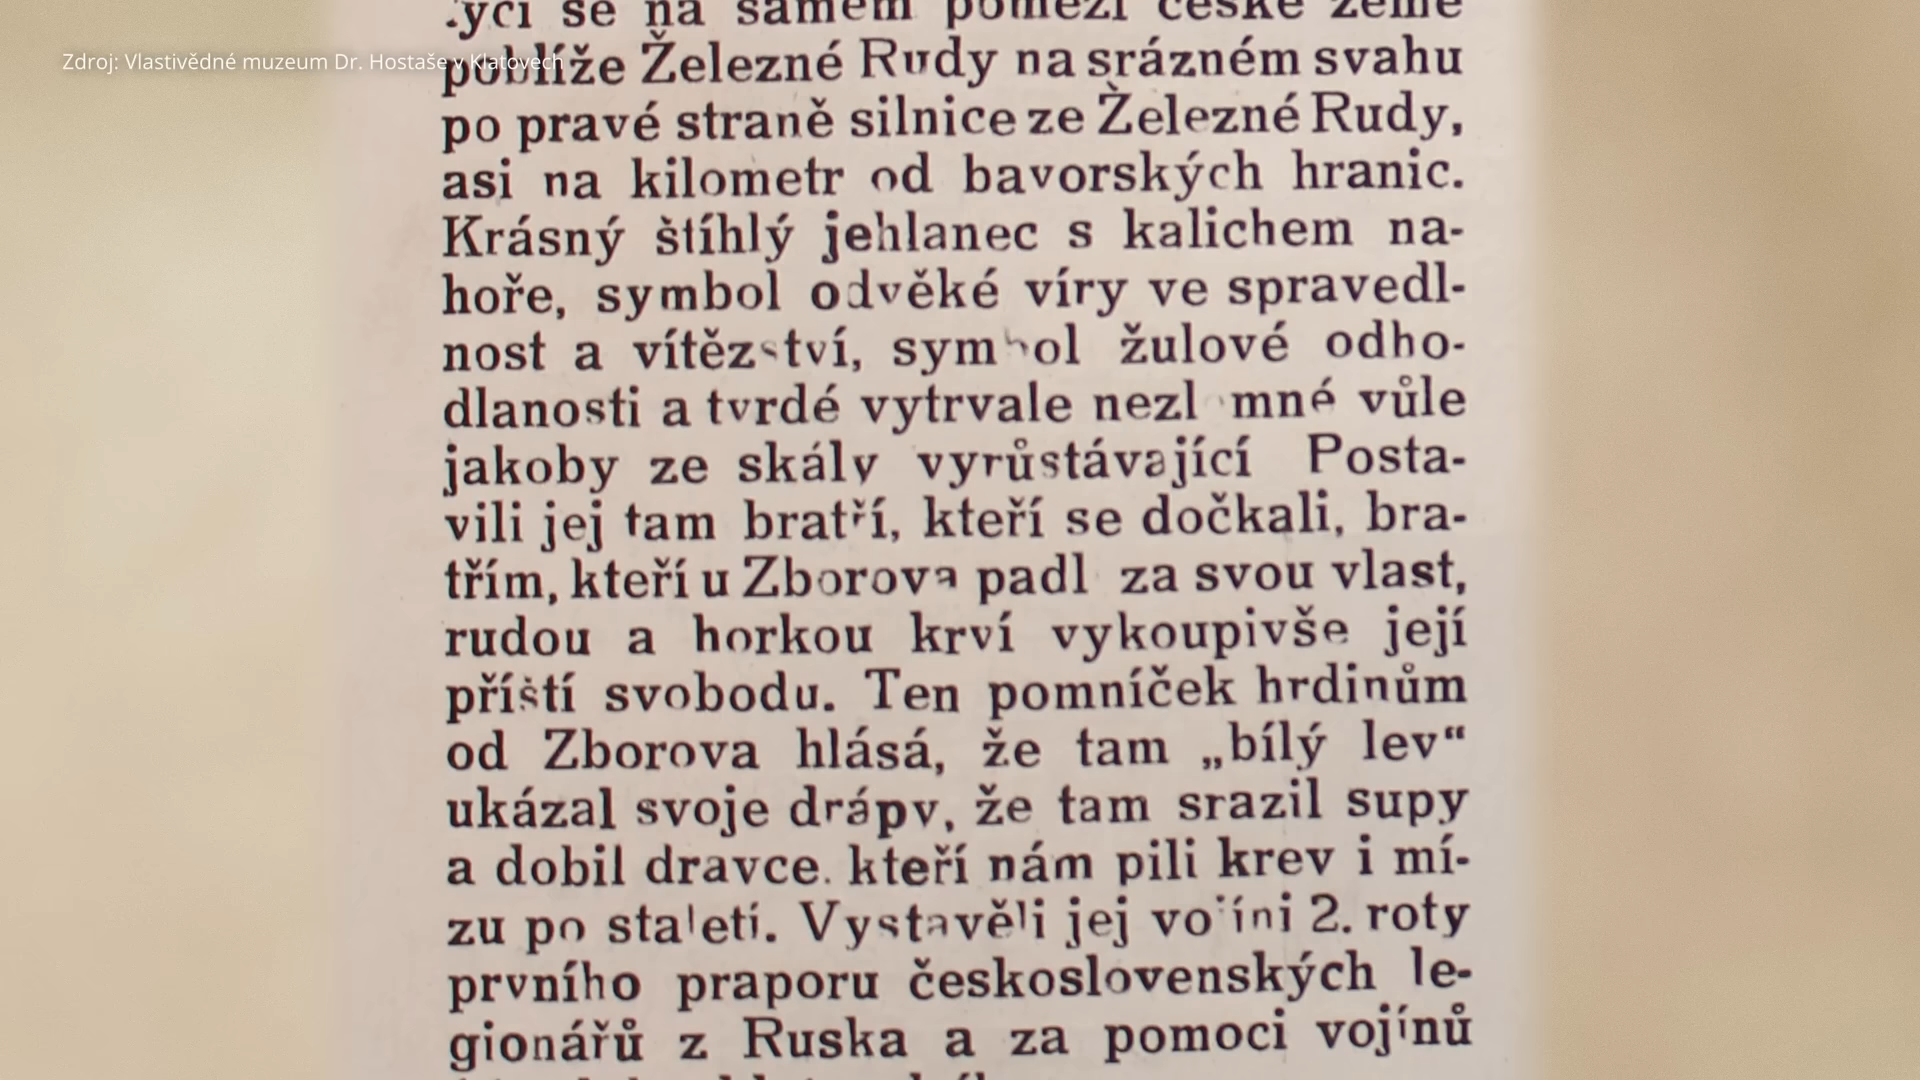 Zdroj: Vlastivědné muzeum Dr. Hostaše v Klatovech
se na samém pomezí české země
poblíže Železné Rudy na srázném svahu
po pravé straně silnice ze Železné Rudy,
asi na kilometr od bavorských hranic.
Krásný štíhlý jehlanec s kalichem na-
hoře, symbol odvěké víry ve spravedl-
nost a vítězství, symbol žulové odho-
dlanosti a tvrdé vytrvale nezlomné vůle
jakoby ze skály vyrůstávající Posta-
vili jej tam bratří, kteří se dočkali, bra-
třím, kteří u Zborova padl za svou vlast,
rudou a horkou krví vykoupivše její
příští svobodu. Ten pomníček hrdinům
od Zborova hlásá, že tam „bílý lev“
ukázal svoje drápy, že tam srazil supy
a dobil dravce. kteří nám pili krev i mí-
zu po staletí. Vystavěli jej vojíni 2. roty
prvního praporu československých le-
gionářů z Ruska a za pomoci vojínů